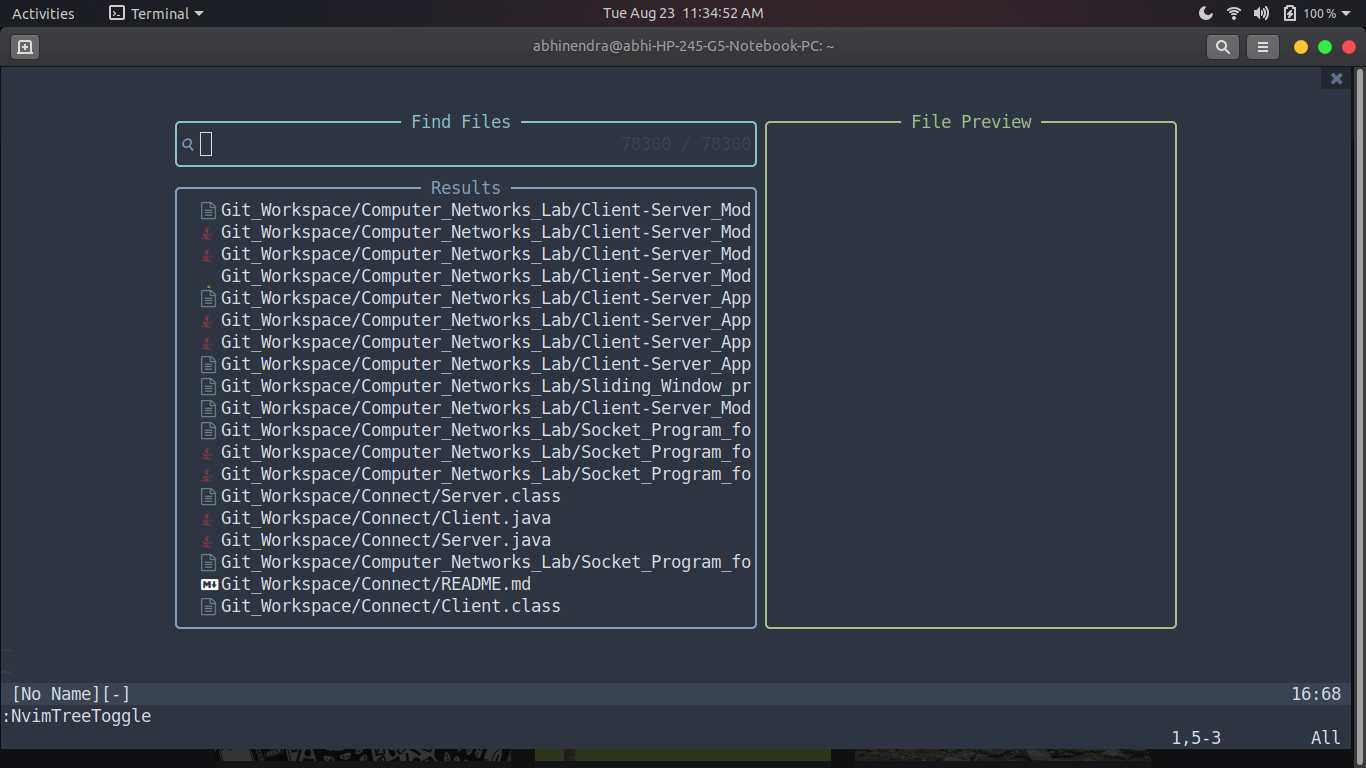 Activities Terminal Tue Aug 23 11:34:52 AM 100 %
abhinendra@abhi-HP-245-G5-Notebook-PC: ~
Find Files File Preview
78300 / 78300
Results
Git_Workspace/Computer_Networks_Lab/Client-Server_Mod
Git_Workspace/Computer_Networks_Lab/Client-Server_Mod
Git_Workspace/Computer_Networks_Lab/Client-Server_Mod
Git_Workspace/Computer_Networks_Lab/Client-Server_Mod
Git_Workspace/Computer_Networks_Lab/Client-Server_App
Git_Workspace/Computer_Networks_Lab/Client-Server_App
Git_Workspace/Computer_Networks_Lab/Client-Server_App
Git_Workspace/Computer_Networks_Lab/Client-Server_App
Git_Workspace/Computer_Networks_Lab/Sliding_Window_pr
Git_Workspace/Computer_Networks_Lab/Client-Server_Mod
Git_Workspace/Computer_Networks_Lab/Socket_Program_fo
Git_Workspace/Computer_Networks_Lab/Socket_Program_fo
Git_Workspace/Computer_Networks_Lab/Socket_Program_fo
Git_Workspace/Connect/Server.class
Git_Workspace/Connect/Client.java
Git_Workspace/Connect/Server.java
Git_Workspace/Computer_Networks_Lab/Socket_Program_fo
M↓ Git_Workspace/Connect/README.md
Git_Workspace/Connect/Client.class
~
~
[No Name][-] 16:68
:NvimTreeToggle
1,5-3 All